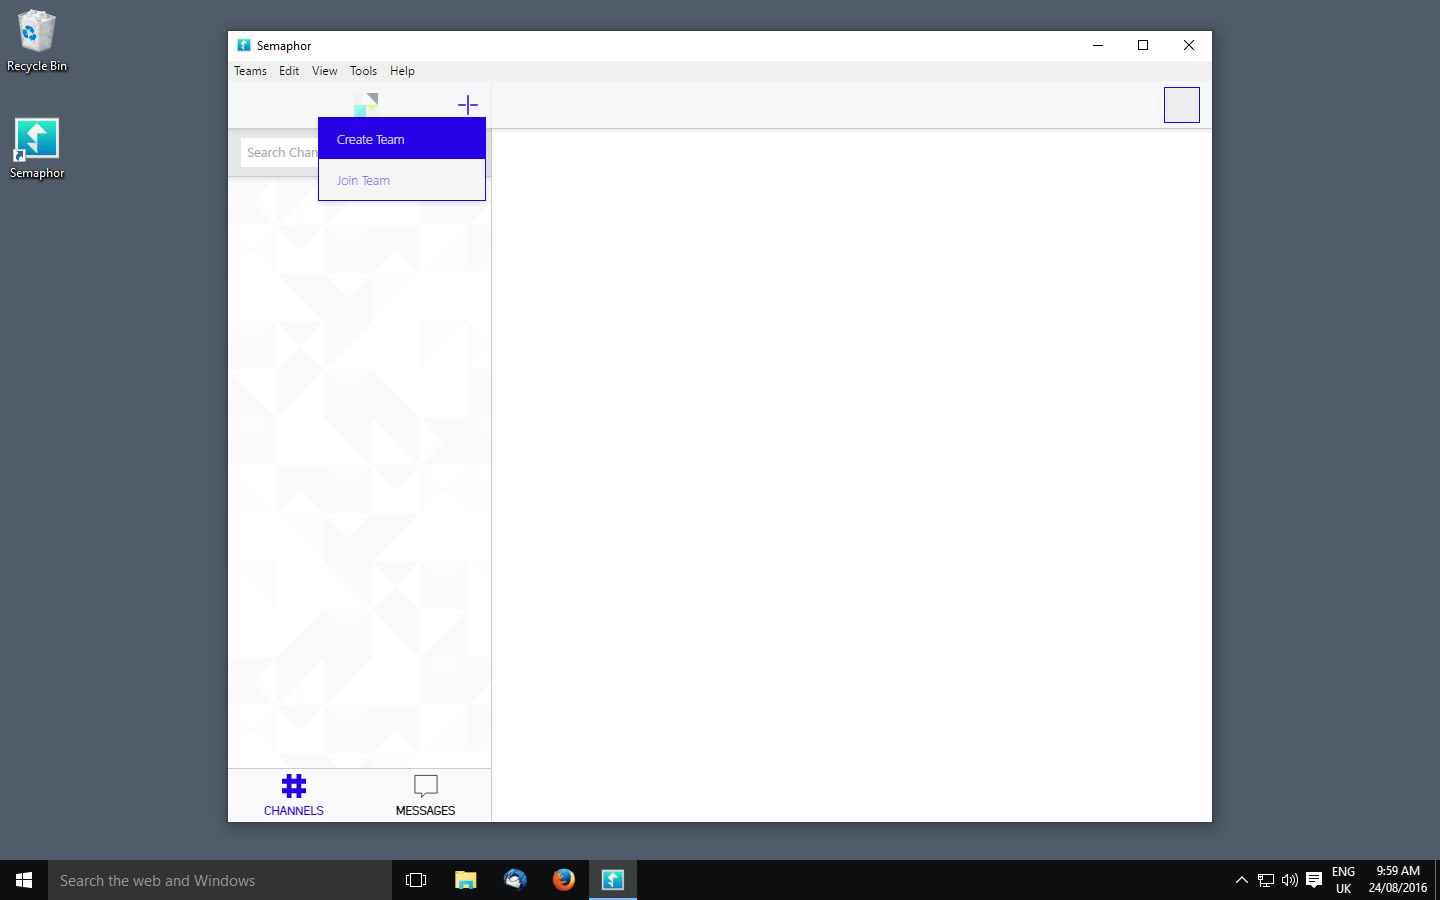 Recycle Bin
Semaphor
Semaphor
Teams Edit View Tools Help
Create Team
Search Chan
Join Team
CHANNELS
MESSAGES
Search the web and Windows
ENG
UK
9:59 AM
24/08/2016